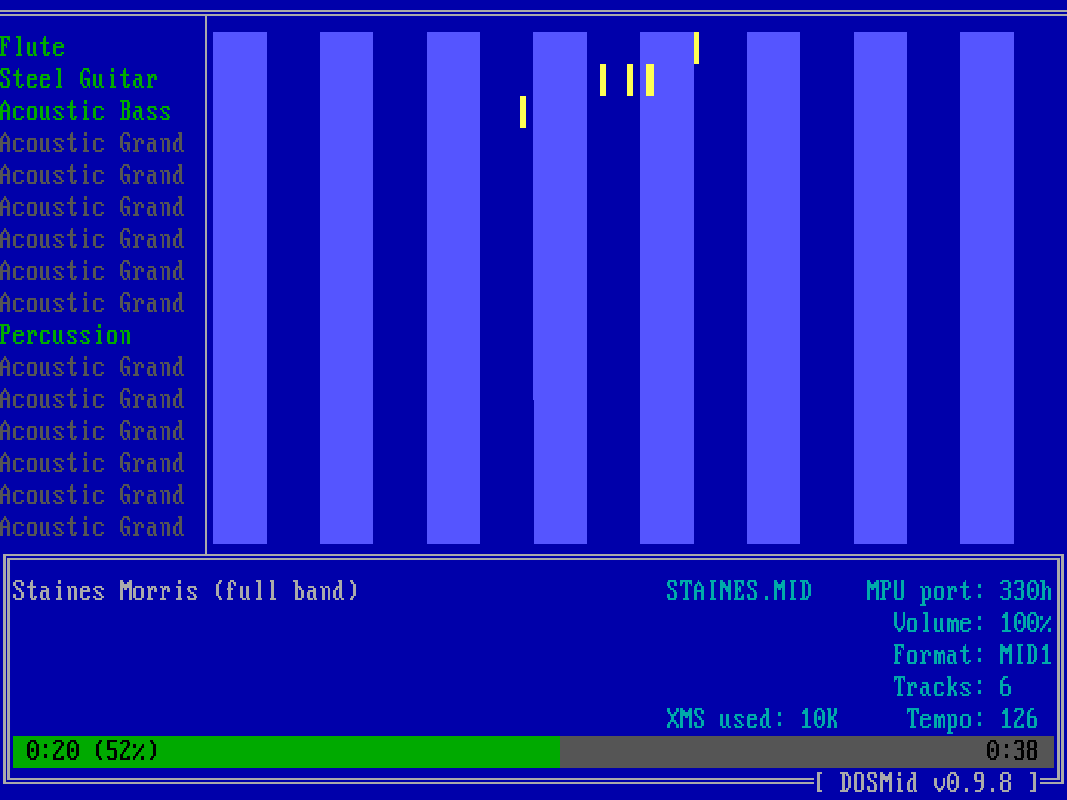 Flute
Steel Guitar
Acoustic Bass
Acoustic Grand
Acoustic Grand
Acoustic Grand
Acoustic Grand
Acoustic Grand
Acoustic Grand
Percussion
Acoustic Grand
Acoustic Grand
Acoustic Grand
Acoustic Grand
Acoustic Grand
Acoustic Grand
Staines Morris (full band) STAINES.MID MPU port: 330h
Volume: 100%
Format: MID1
Tracks: 6
XMS used: 10K Tempo: 126
0:20 (52%) 0:38
[ DOSMid v0.9.8 ]